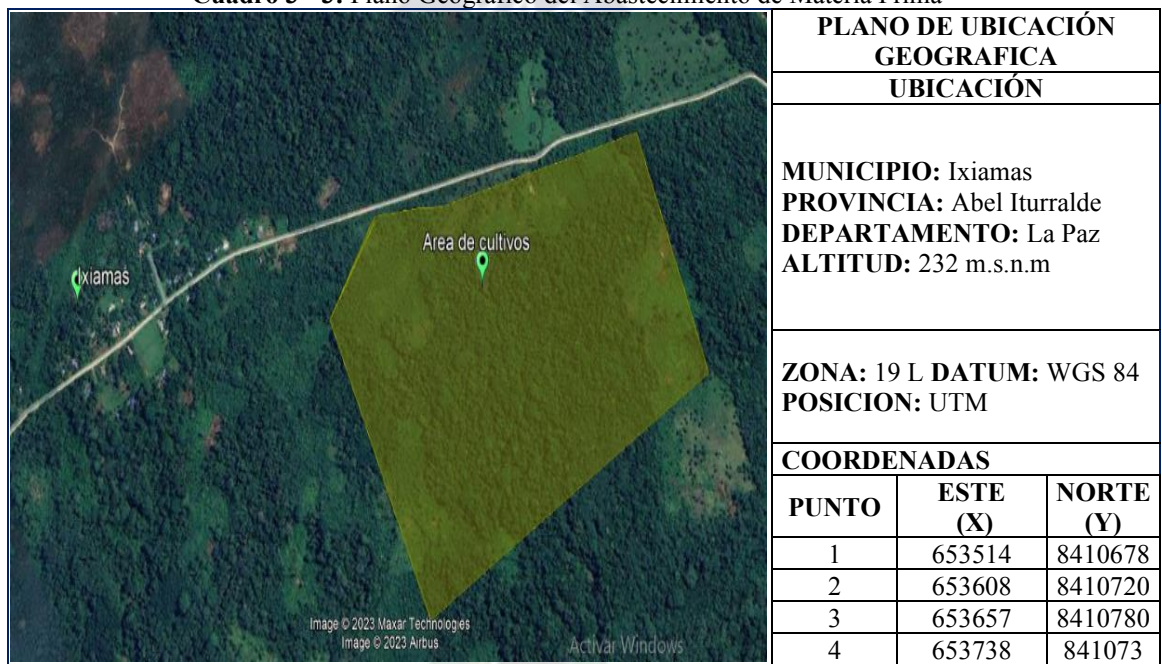 Cuadro 3 - 3: Plano Geográfico del Abastecimiento de Materia Prima
Ixiamas
Area de cultivos
Image © 2023 Maxar Technologies
Image © 2023 Airbus
Activar Windows
PLANO DE UBICACIÓN
GEOGRAFICA
UBICACIÓN
MUNICIPIO: Ixiamas
PROVINCIA: Abel Iturralde
DEPARTAMENTO: La Paz
ALTITUD: 232 m.s.n.m
ZONA: 19 L DATUM: WGS 84
POSICION: UTM
COORDENADAS
PUNTO ESTE (X) NORTE (Y)
1 653514 8410678
2 653608 8410720
3 653657 8410780
4 653738 841073